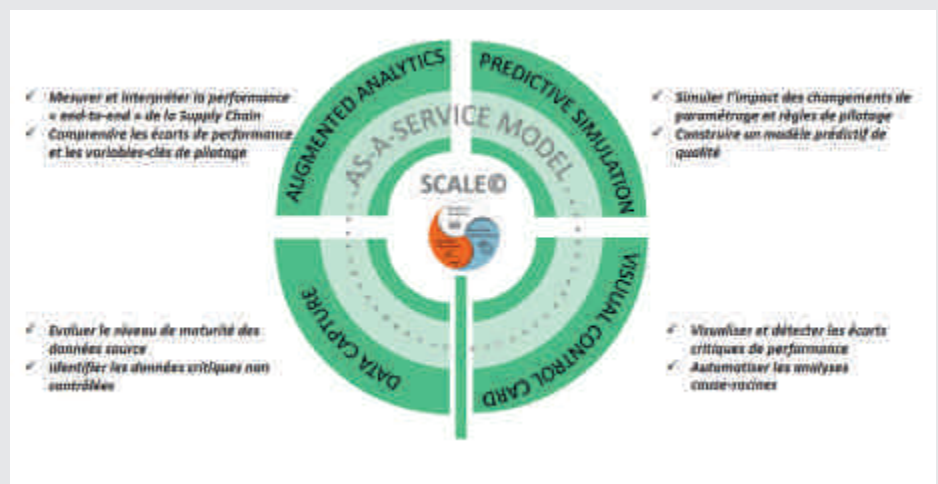 AUGMENTED ANALYTICS
PREDICTIVE SIMULATION
✓ Mesurer et interpréter la performance
« end-to-end » de la Supply Chain
✓ Comprendre les écarts de performance
et les variables-clés de pilotage
✓ Simuler l'impact des changements de
paramétrage et règles de pilotage
✓ Construire un modèle prédictif de
qualité
AS-A-SERVICE MODEL
SCALE©
✓ Evaluer le niveau de maturité des
données source
✓ Identifier les données critiques non
contrôlées
✓ Visualiser et détecter les écarts
critiques de performance
✓ Automatiser les analyses
cause-racines
DATA CAPTURE
VISUAL CONTROL CARD